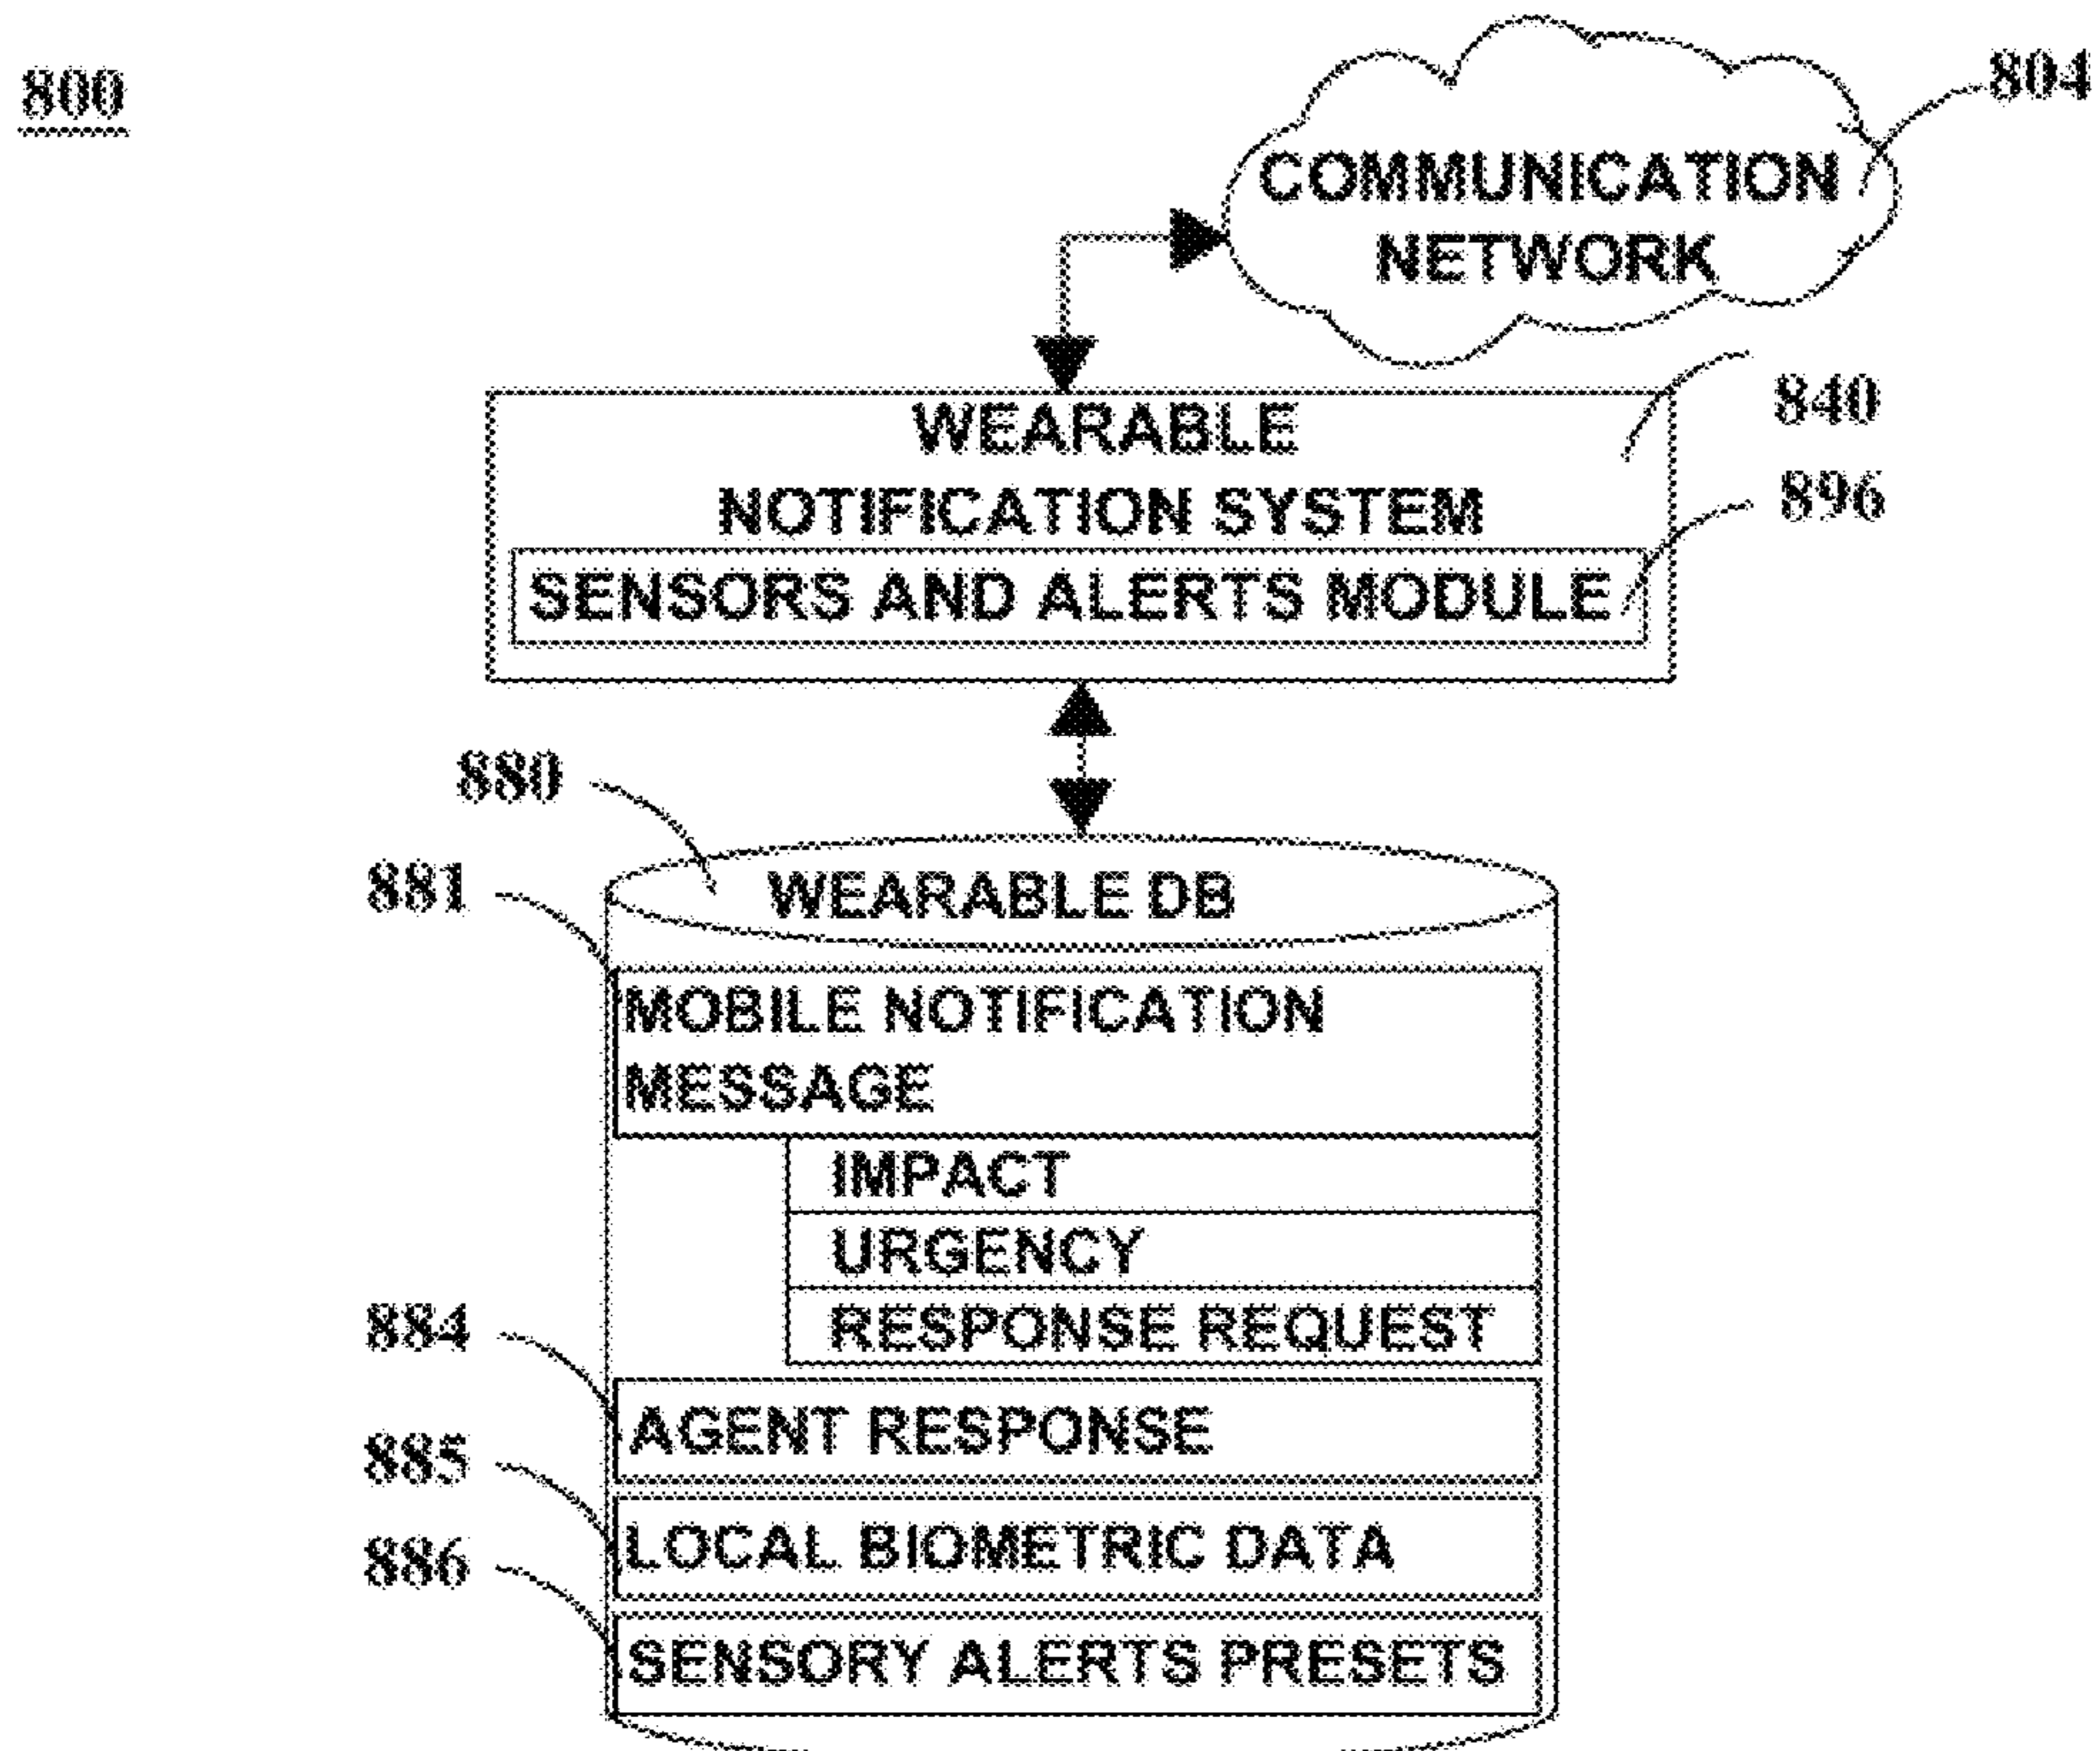 800
804
COMMUNICATION
NETWORK
840
WEARABLE
NOTIFICATION SYSTEM
896
SENSORS AND ALERTS MODULE
880
881
WEARABLE DB
MOBILE NOTIFICATION
MESSAGE
IMPACT
URGENCY
884
RESPONSE REQUEST
AGENT RESPONSE
885
LOCAL BIOMETRIC DATA
886
SENSORY ALERTS PRESETS